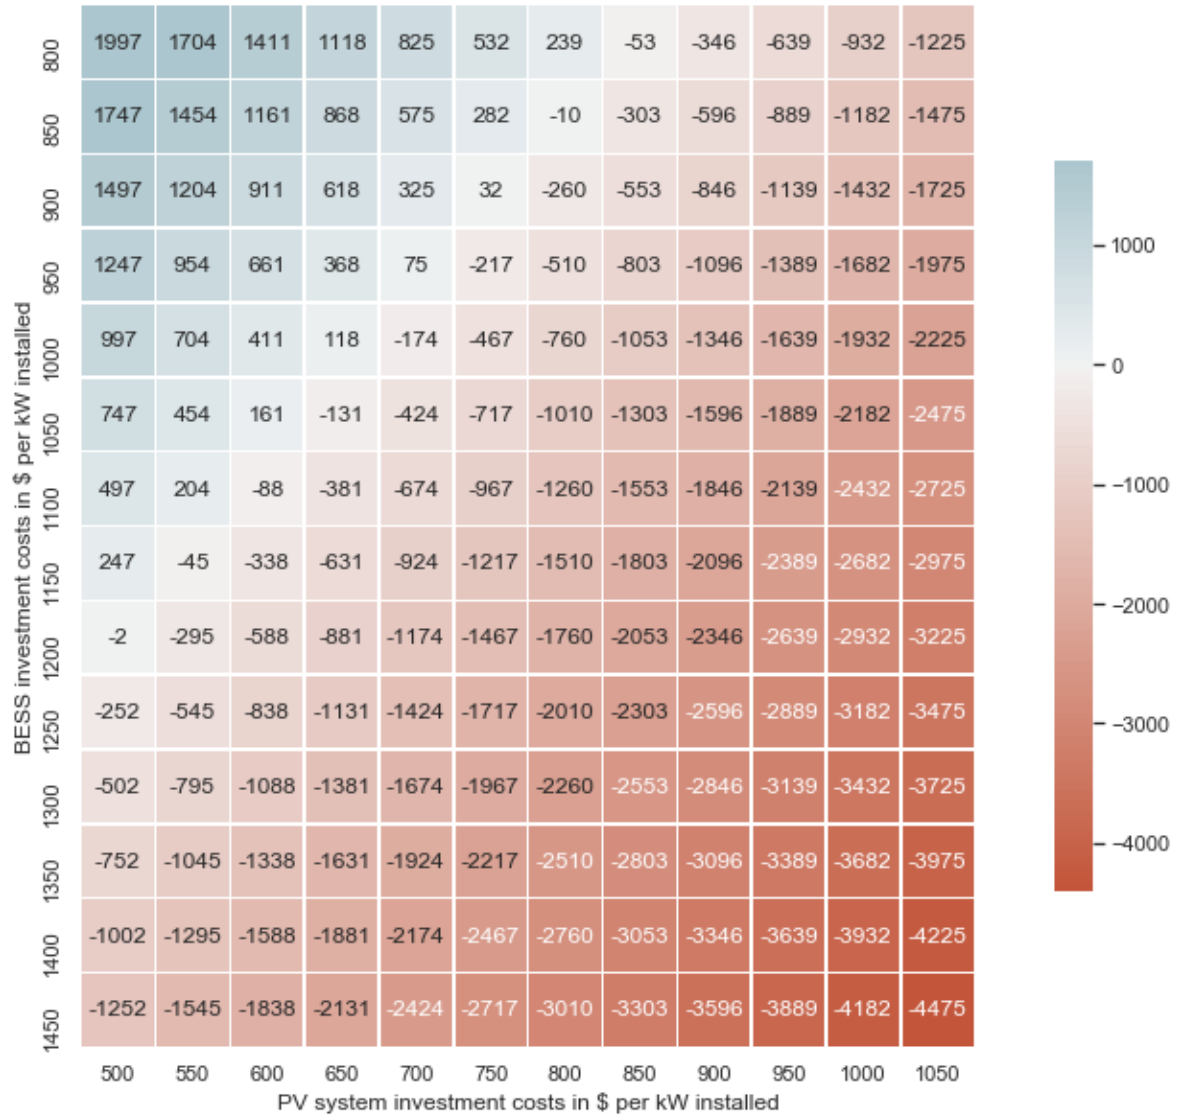 800 1997 1704 1411 1118 825 532 239 -53 -346 -639 -932 -1225
850 1747 1454 1161 868 575 282 -10 -303 -596 -889 -1182 -1475
900 1497 1204 911 618 325 32 -260 -553 -846 -1139 -1432 -1725
950 1247 954 661 368 75 -217 -510 -803 -1096 -1389 -1682 -1975
1000 997 704 411 118 -174 -467 -760 -1053 -1346 -1639 -1932 -2225
1050 747 454 161 -131 -424 -717 -1010 -1303 -1596 -1889 -2182 -2475
1100 497 204 -88 -381 -674 -967 -1260 -1553 -1846 -2139 -2432 -2725
1150 247 -45 -338 -631 -924 -1217 -1510 -1803 -2096 -2389 -2682 -2975
1200 -2 -295 -588 -881 -1174 -1467 -1760 -2053 -2346 -2639 -2932 -3225
1250 -252 -545 -838 -1131 -1424 -1717 -2010 -2303 -2596 -2889 -3182 -3475
1300 -502 -795 -1088 -1381 -1674 -1967 -2260 -2553 -2846 -3139 -3432 -3725
1350 -752 -1045 -1338 -1631 -1924 -2217 -2510 -2803 -3096 -3389 -3682 -3975
1400 -1002 -1295 -1588 -1881 -2174 -2467 -2760 -3053 -3346 -3639 -3932 -4225
1450 -1252 -1545 -1838 -2131 -2424 -2717 -3010 -3303 -3596 -3889 -4182 -4475
500 550 600 650 700 750 800 850 900 950 1000 1050
PV system investment costs in $ per kW installed
BESS investment costs in $ per kW installed
1000
0
−1000
−2000
−3000
−4000